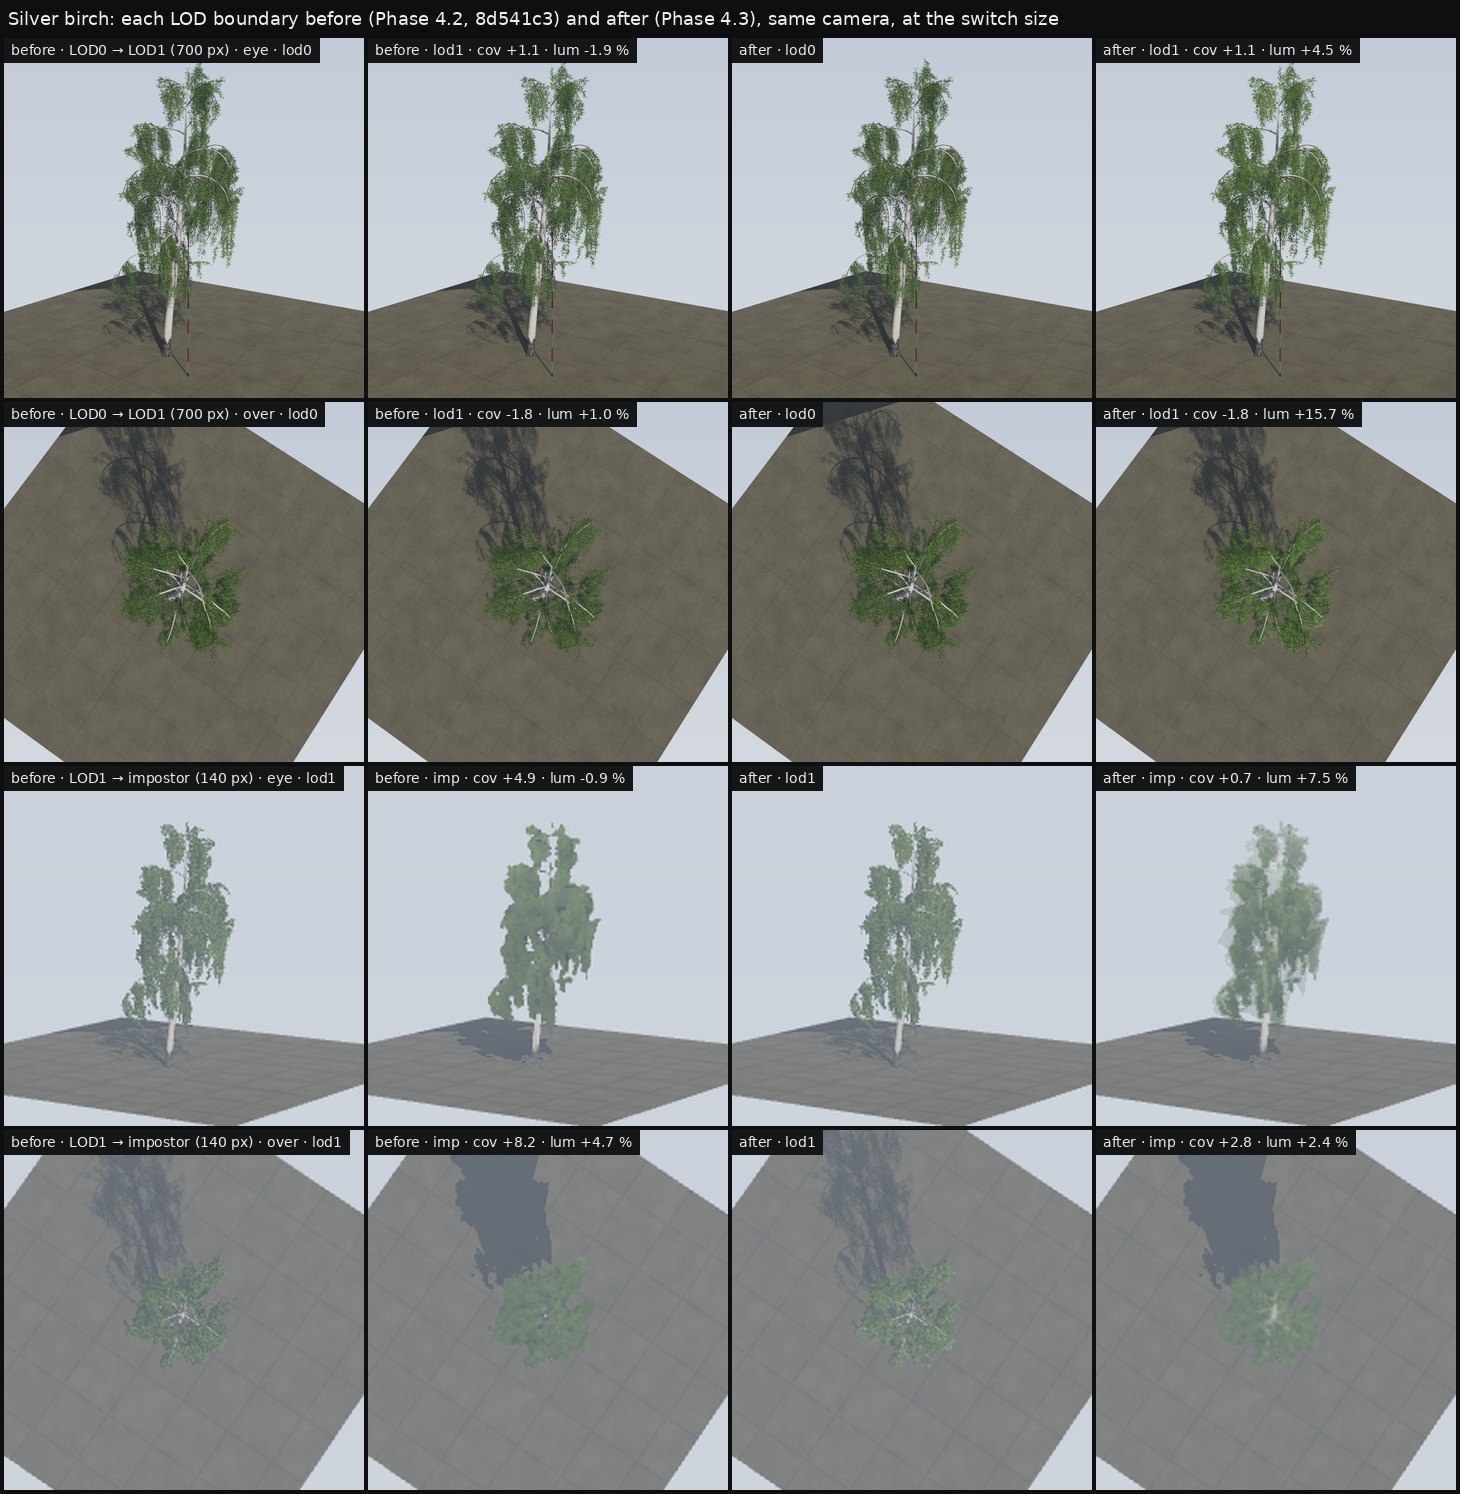 Silver birch: each LOD boundary before (Phase 4.2, 8d541c3) and after (Phase 4.3), same camera, at the switch size
before · LOD0 → LOD1 (700 px) · eye · lod0
before · lod1 · cov +1.1 · lum -1.9 %
after · lod0
after · lod1 · cov +1.1 · lum +4.5 %
before · LOD0 → LOD1 (700 px) · over · lod0
before · lod1 · cov -1.8 · lum +1.0 %
after · lod0
after · lod1 · cov -1.8 · lum +15.7 %
before · LOD1 → impostor (140 px) · eye · lod1
before · imp · cov +4.9 · lum -0.9 %
after · lod1
after · imp · cov +0.7 · lum +7.5 %
before · LOD1 → impostor (140 px) · over · lod1
before · imp · cov +8.2 · lum +4.7 %
after · lod1
after · imp · cov +2.8 · lum +2.4 %